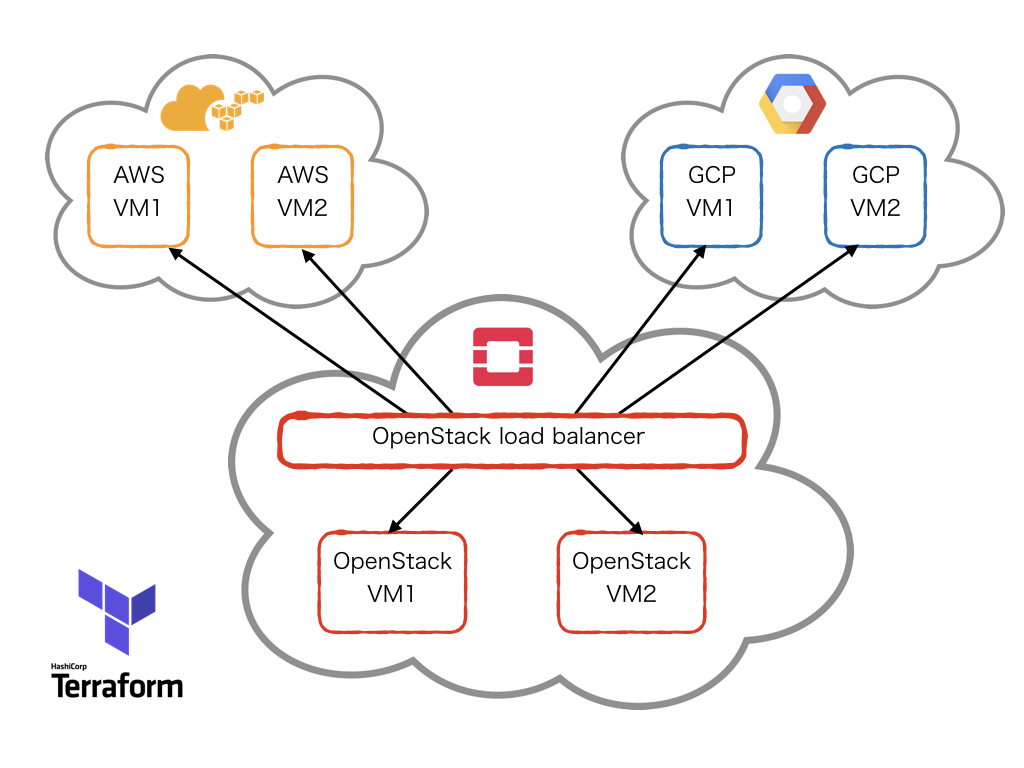 AWS
VM1
AWS
VM2
GCP
VM1
GCP
VM2
OpenStack load balancer
OpenStack
VM1
OpenStack
VM2
HashiCorp
Terraform